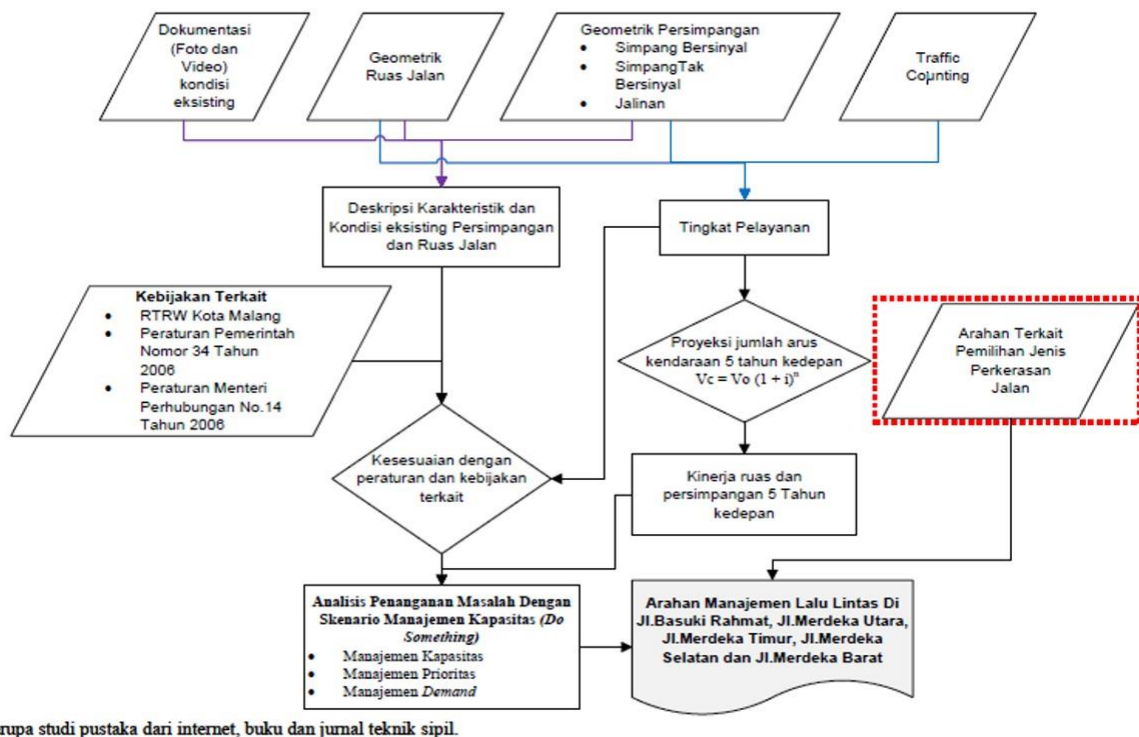 Dokumentasi
(Foto dan
Video)
kondisi
eksisting
Geometrik
Ruas Jalan
Geometrik Persimpangan
• Simpang Bersinyal
• SimpangTak
Bersinyal
• Jalinan
Traffic
Counting
Deskripsi Karakteristik dan
Kondisi eksisting Persimpangan
dan Ruas Jalan
Tingkat Pelayanan
Kebijakan Terkait
• RTRW Kota Malang
• Peraturan Pemerintah
Nomor 34 Tahun
2006
• Peraturan Menteri
Perhubungan No.14
Tahun 2006
Proyeksi jumlah arus
kendaraan 5 tahun kedepan
Vc = Vo (1 + i)ⁿ
Arahan Terkait
Pemilihan Jenis
Perkerasan
Jalan
Kesesuaian dengan
peraturan dan kebijakan
terkait
Kinerja ruas dan
persimpangan 5 Tahun
kedepan
Analisis Penanganan Masalah Dengan
Skenario Manajemen Kapasitas (Do
Something)
• Manajemen Kapasitas
• Manajemen Prioritas
• Manajemen Demand
Arahan Manajemen Lalu Lintas Di
Jl.Basuki Rahmat, Jl.Merdeka Utara,
Jl.Merdeka Timur, Jl.Merdeka
Selatan dan Jl.Merdeka Barat
rupa studi pustaka dari internet, buku dan jurnal teknik sipil.